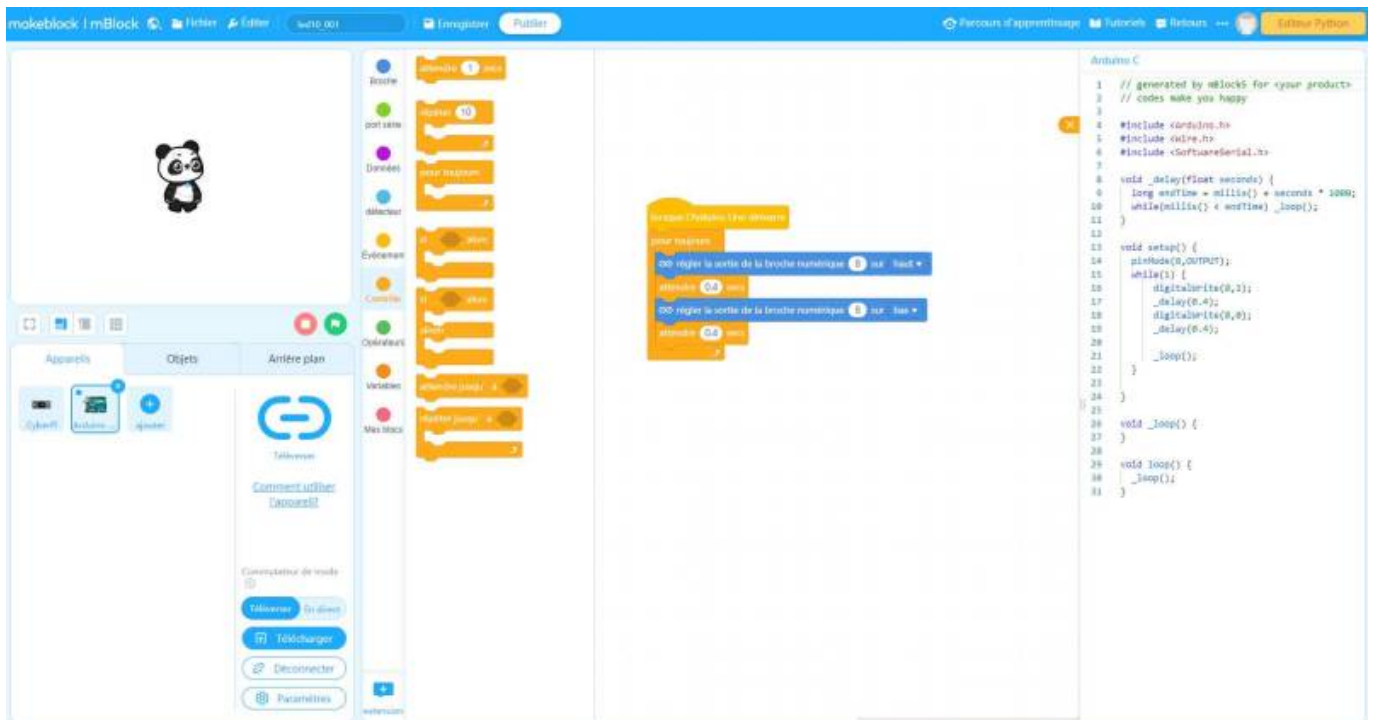 makeblock | mBlock Fichier Éditer led10_001 Enregistrer Publier Parcours d'apprentissage Tutoriels Retours Editeur Python
Appareils Objets Arrière plan
CyberPi Arduino ... ajouter
Téléverser
Comment utiliser
l'appareil?
Commutateur de mode
Téléverser En direct
Télécharger
Déconnecter
Paramètres
Broche
port série
Données
détecteur
Événemen
Contrôle
Opérateurs
Variables
Mes blocs
extension
attendre 1 secs
répéter 10
pour toujours
si alors
si alors
sinon
attendre jusqu' à
répéter jusqu' à
lorsque l'Arduino Uno démarre
pour toujours
régler la sortie de la broche numérique 8 sur haut
attendre 0.4 secs
régler la sortie de la broche numérique 8 sur bas
attendre 0.4 secs
Arduino C
1 // generated by mBlock5 for <your product>
2 // codes make you happy
3
4 #include <Arduino.h>
5 #include <Wire.h>
6 #include <SoftwareSerial.h>
7
8 void _delay(float seconds) {
9 long endTime = millis() + seconds * 1000;
10 while(millis() < endTime) _loop();
11 }
12
13 void setup() {
14 pinMode(8,OUTPUT);
15 while(1) {
16 digitalWrite(8,1);
17 _delay(0.4);
18 digitalWrite(8,0);
19 _delay(0.4);
20
21 _loop();
22 }
23
24 }
25
26 void _loop() {
27 }
28
29 void loop() {
30 _loop();
31 }